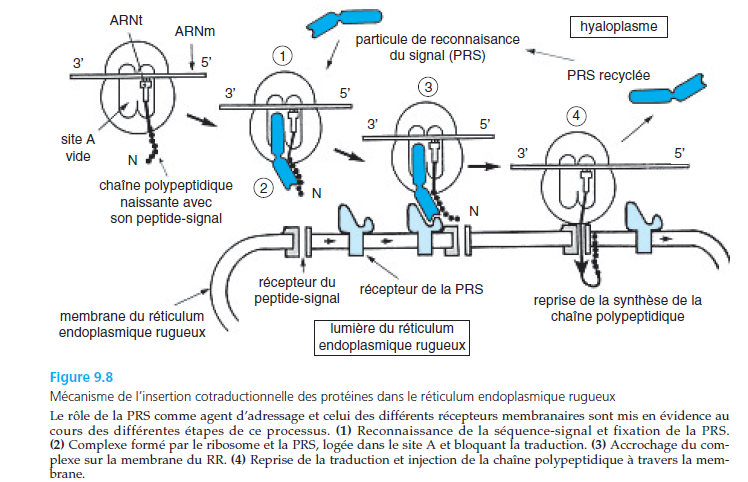 ARNt
ARNm
3'
5'
site A
vide
N
chaîne polypeptidique
naissante avec
son peptide-signal
1
3'
5'
2
N
particule de reconnaisance
du signal (PRS)
hyaloplasme
PRS recyclée
3
3'
5'
N
4
3'
5'
récepteur du
peptide-signal
récepteur de la PRS
reprise de la synthèse de la
chaîne polypeptidique
membrane du réticulum
endoplasmique rugueux
lumière du réticulum
endoplasmique rugueux
Figure 9.8
Mécanisme de l'insertion cotraductionnelle des protéines dans le réticulum endoplasmique rugueux
Le rôle de la PRS comme agent d'adressage et celui des différents récepteurs membranaires sont mis en évidence au
cours des différentes étapes de ce processus. (1) Reconnaissance de la séquence-signal et fixation de la PRS.
(2) Complexe formé par le ribosome et la PRS, logée dans le site A et bloquant la traduction. (3) Accrochage du com-
plexe sur la membrane du RR. (4) Reprise de la traduction et injection de la chaîne polypeptidique à travers la mem-
brane.